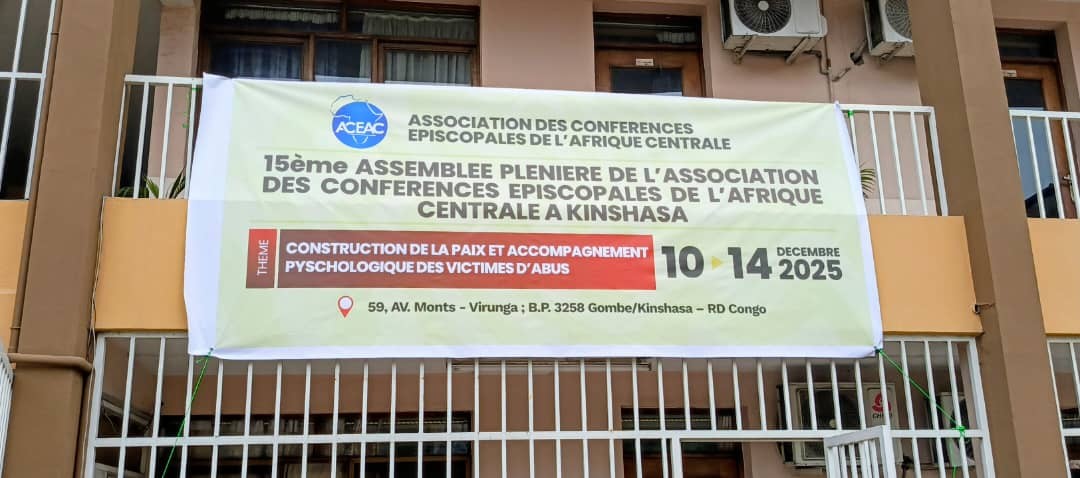 ACEAC
ASSOCIATION DES CONFERENCES
EPISCOPALES DE L'AFRIQUE CENTRALE
15ème ASSEMBLEE PLENIERE DE L'ASSOCIATION
DES CONFERENCES EPISCOPALES DE L'AFRIQUE
CENTRALE A KINSHASA
THEME
CONSTRUCTION DE LA PAIX ET ACCOMPAGNEMENT
PYSCHOLOGIQUE DES VICTIMES D'ABUS
10 14 DECEMBRE
2025
59, AV. Monts - Virunga ; B.P. 3258 Gombe/Kinshasa – RD Congo